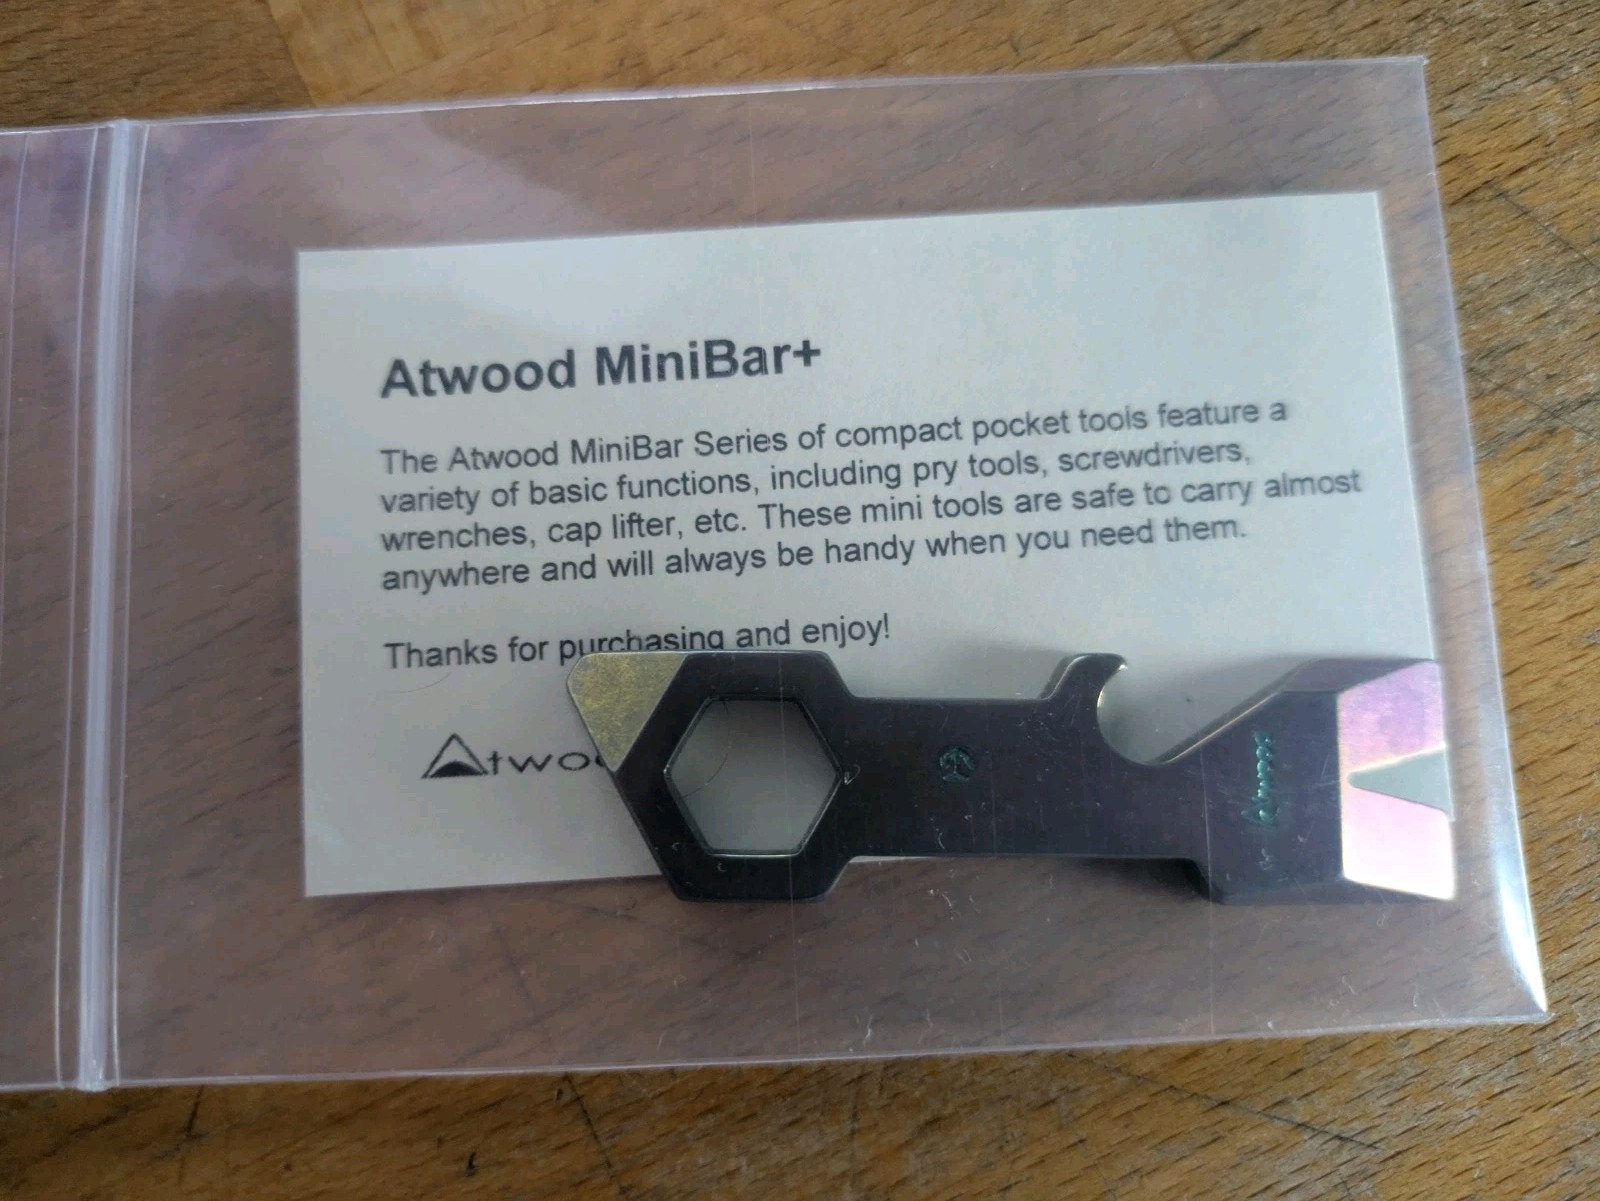 Atwood MiniBar+
The Atwood MiniBar Series of compact pocket tools feature a
variety of basic functions, including pry tools, screwdrivers,
wrenches, cap lifter, etc. These mini tools are safe to carry almost
anywhere and will always be handy when you need them.
Thanks for purchasing and enjoy!
Atwoo
Atwood